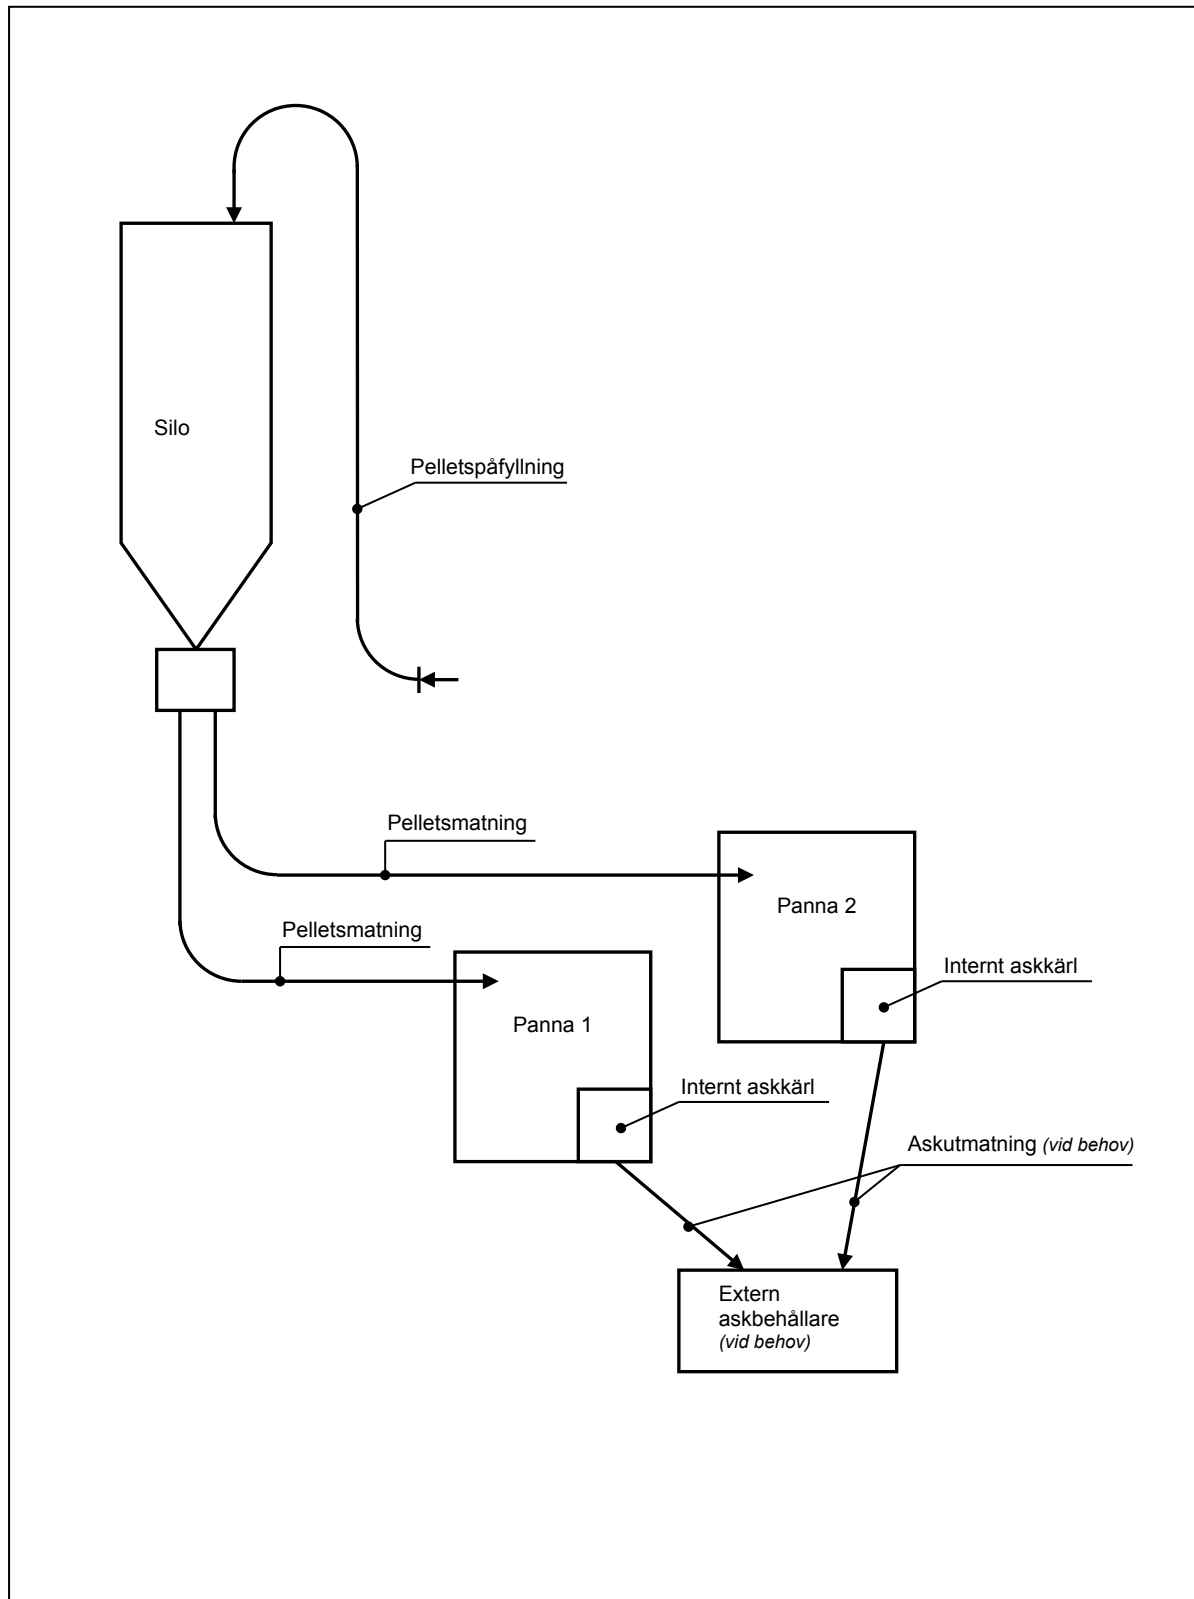 Silo
Pelletspåfyllning
Pelletsmatning
Panna 2
Pelletsmatning
Internt askkärl
Panna 1
Internt askkärl
Askutmatning (vid behov)
Extern
askbehållare
(vid behov)